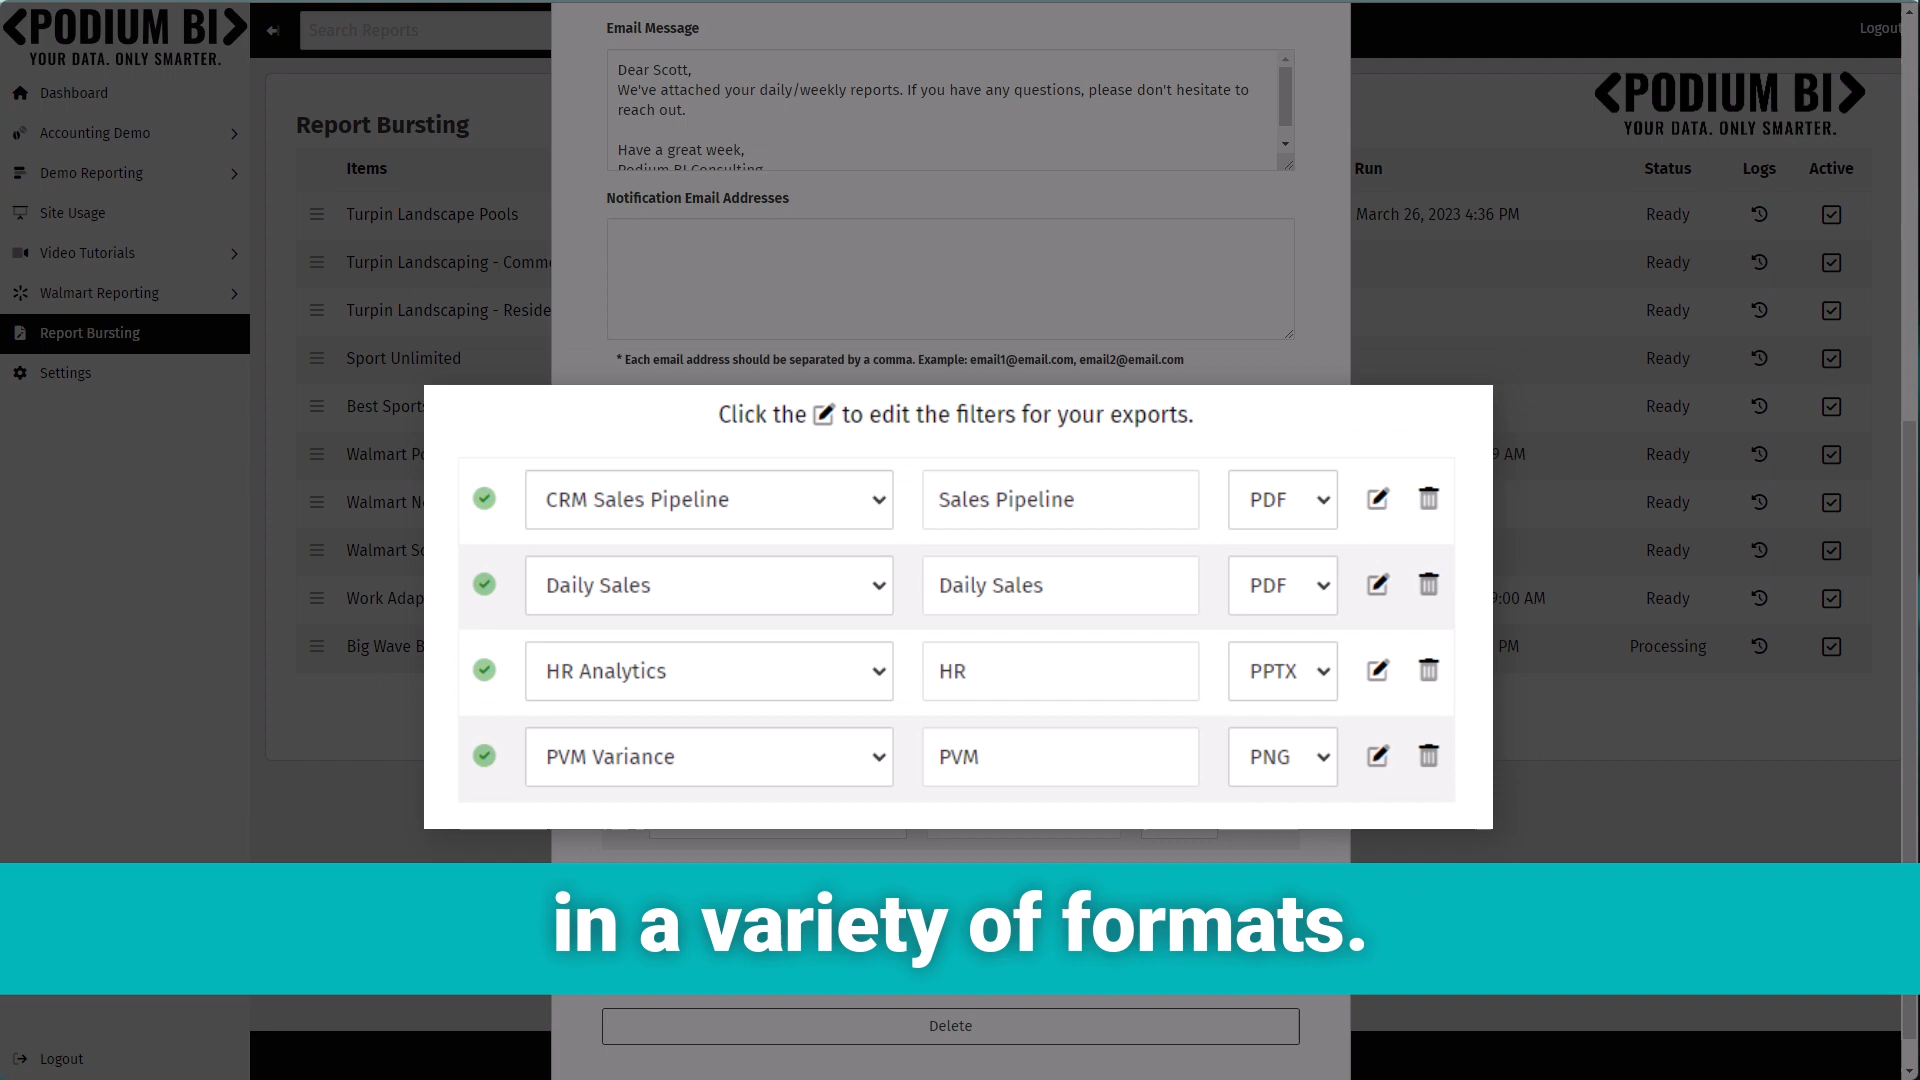 PODIUM BI
YOUR DATA. ONLY SMARTER.
Search Reports
Logout
Dashboard
Accounting Demo
Demo Reporting
Site Usage
Video Tutorials
Walmart Reporting
Report Bursting
Settings
Logout
Report Bursting
PODIUM BI
YOUR DATA. ONLY SMARTER.
Items Run Status Logs Active
Turpin Landscape Pools March 26, 2023 4:36 PM Ready
Turpin Landscaping - Comm Ready
Turpin Landscaping - Reside Ready
Sport Unlimited Ready
Best Sport Ready
Walmart P 9 AM Ready
Walmart N Ready
Walmart S Ready
Work Adap 9:00 AM Ready
Big Wave B PM Processing
Email Message
Dear Scott,
We've attached your daily/weekly reports. If you have any questions, please don't hesitate to
reach out.
Have a great week,
Podium BI Consulting
Notification Email Addresses
* Each email address should be separated by a comma. Example: email1@email.com, email2@email.com
Click the to edit the filters for your exports.
CRM Sales Pipeline Sales Pipeline PDF
Daily Sales Daily Sales PDF
HR Analytics HR PPTX
PVM Variance PVM PNG
in a variety of formats.
Delete